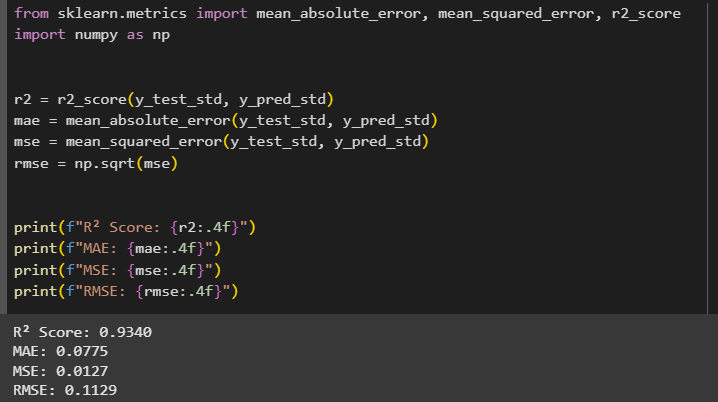 from sklearn.metrics import mean_absolute_error, mean_squared_error, r2_score
import numpy as np
r2 = r2_score(y_test_std, y_pred_std)
mae = mean_absolute_error(y_test_std, y_pred_std)
mse = mean_squared_error(y_test_std, y_pred_std)
rmse = np.sqrt(mse)
print(f"R² Score: {r2:.4f}")
print(f"MAE: {mae:.4f}")
print(f"MSE: {mse:.4f}")
print(f"RMSE: {rmse:.4f}")
R² Score: 0.9340
MAE: 0.0775
MSE: 0.0127
RMSE: 0.1129